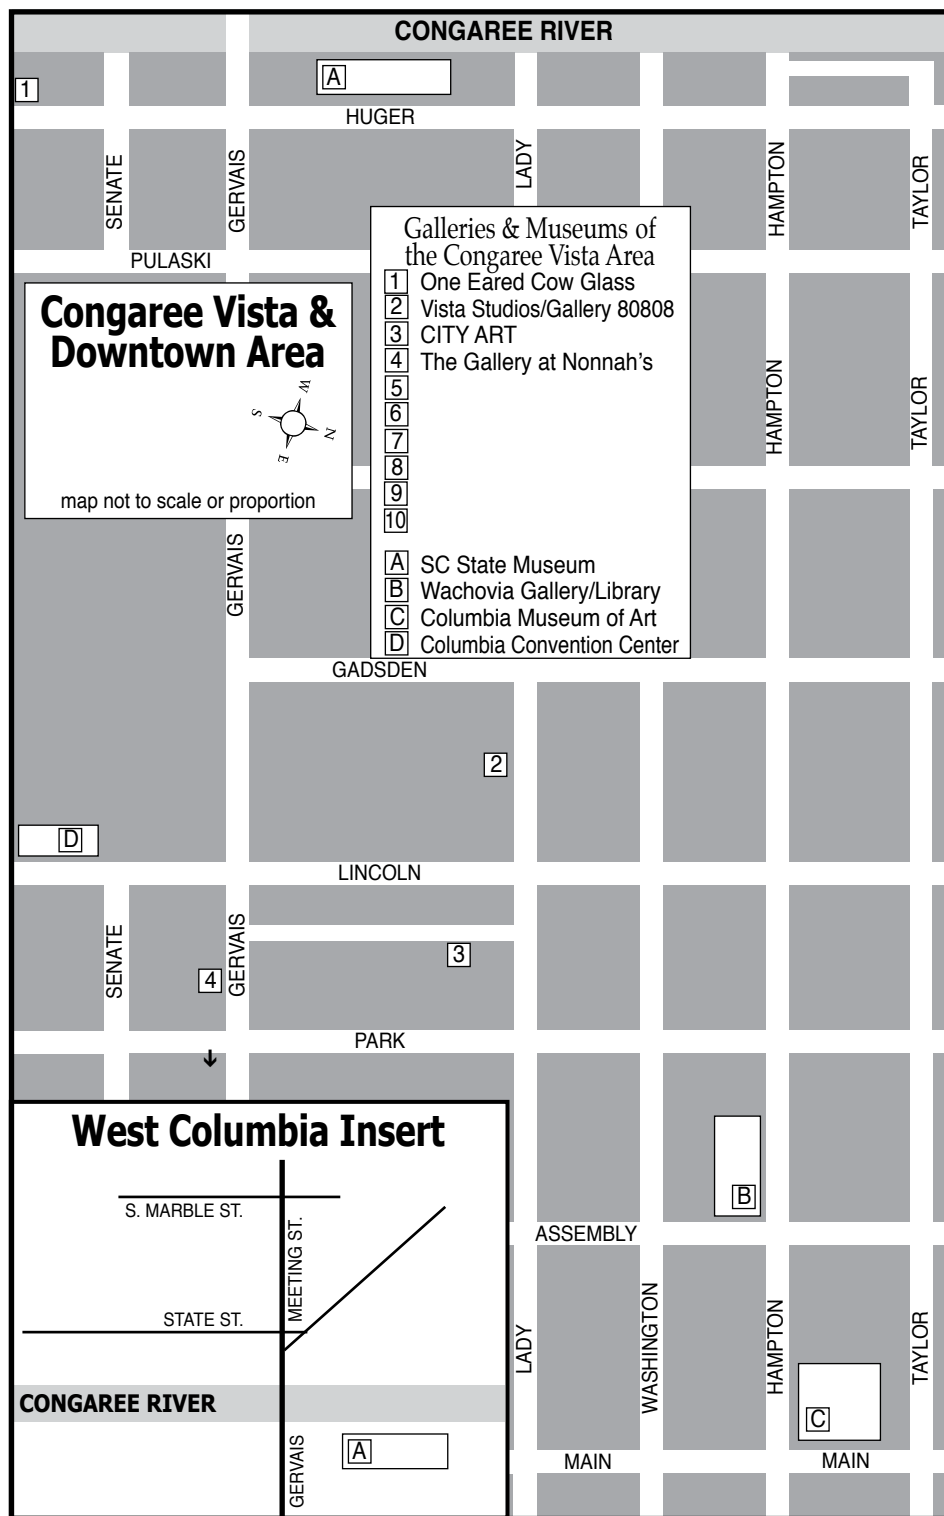 CONGAREE RIVER
1
A
HUGER
SENATE
GERVAIS
LADY
HAMPTON
TAYLOR
PULASKI
Galleries & Museums of
the Congaree Vista Area
1 One Eared Cow Glass
2 Vista Studios/Gallery 80808
3 CITY ART
4 The Gallery at Nonnah's
5
6
7
8
9
10
A SC State Museum
B Wachovia Gallery/Library
C Columbia Museum of Art
D Columbia Convention Center
Congaree Vista &
Downtown Area
W
S
N
E
map not to scale or proportion
HAMPTON
TAYLOR
GERVAIS
GADSDEN
2
D
LINCOLN
SENATE
GERVAIS
3
4
PARK
West Columbia Insert
S. MARBLE ST.
MEETING ST.
STATE ST.
CONGAREE RIVER
GERVAIS
A
B
ASSEMBLY
LADY
WASHINGTON
HAMPTON
TAYLOR
C
MAIN
MAIN